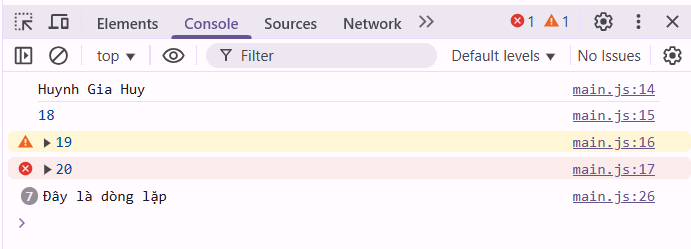 Elements Console Sources Network 1 1
top Filter Default levels No Issues
Huynh Gia Huy main.js:14
18 main.js:15
19 main.js:16
20 main.js:17
7 Đây là dòng lặp main.js:26